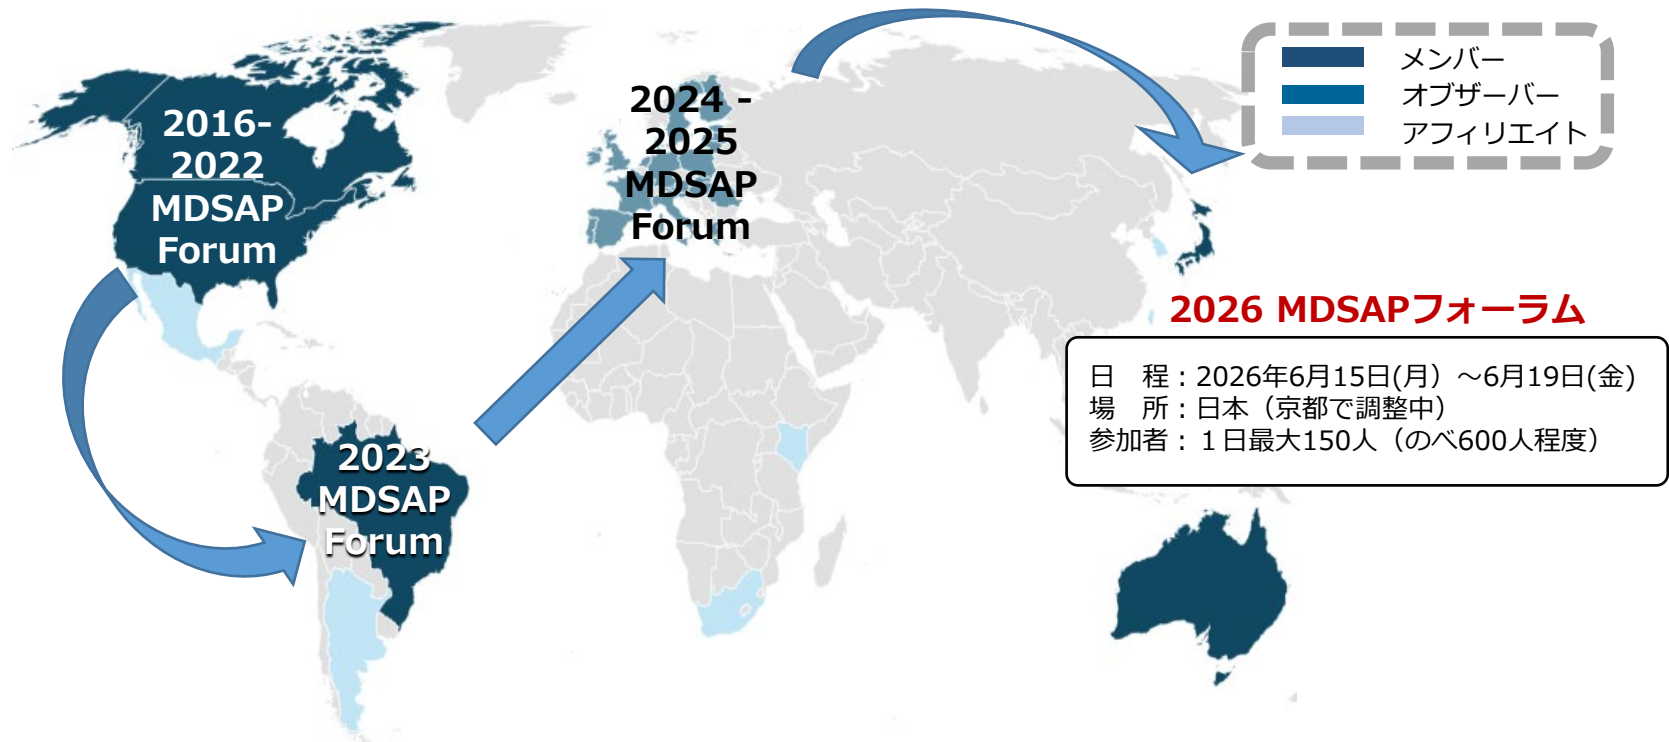 2016-
2022
MDSAP
Forum
2024 -
2025
MDSAP
Forum
メンバー
オブザーバー
アフィリエイト
2023
MDSAP
Forum
2026 MDSAPフォーラム
日　程：2026年6月15日(月）～6月19日(金)
場　所：日本（京都で調整中）
参加者：１日最大150人（のべ600人程度）